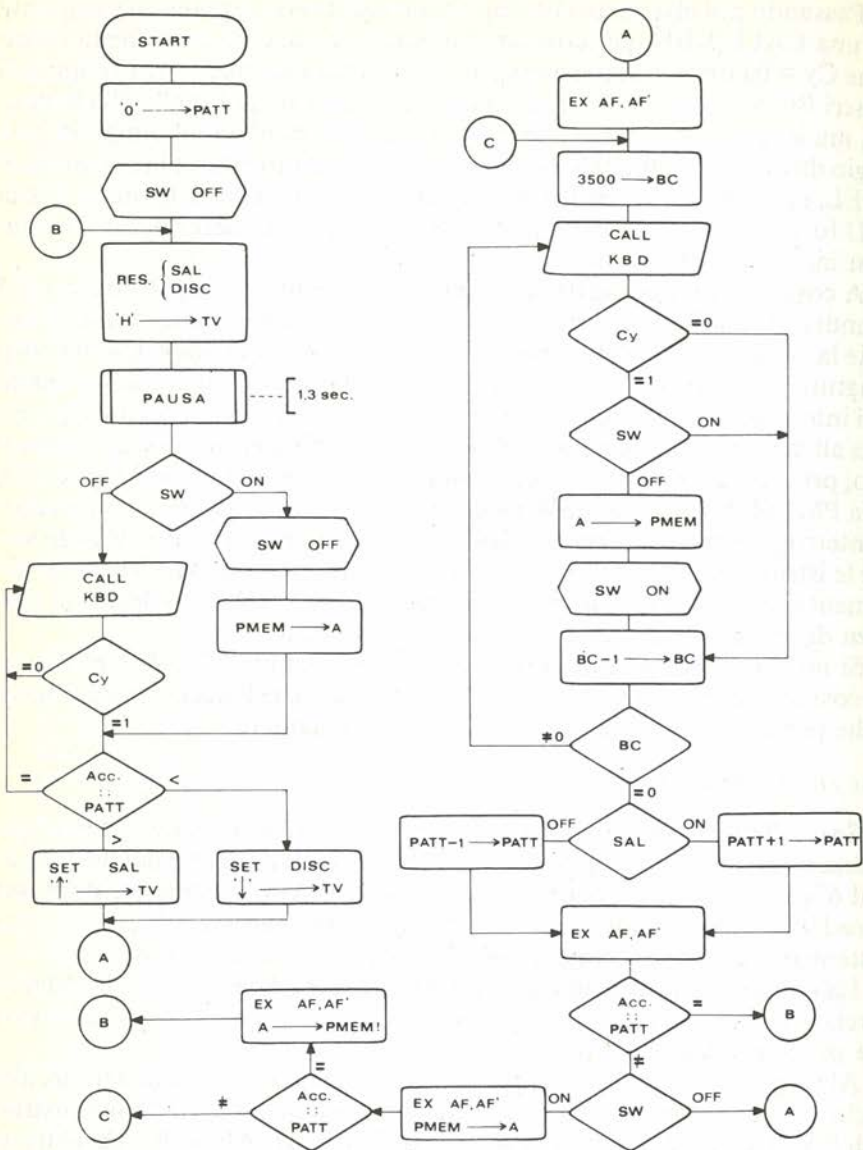 START
'0' → PATT
SW OFF
B
RES. { SAL
DISC
'H' → TV
PAUSA
1.3 sec.
SW
OFF
ON
SW OFF
PMEM → A
CALL
KBD
Cy
=0
=1
Acc.
::
PATT
=
<
>
SET SAL
'↑' → TV
SET DISC
'↓' → TV
A
A
EX AF, AF'
C
3500 → BC
CALL
KBD
Cy
=0
=1
SW
ON
OFF
A → PMEM
SW ON
BC-1 → BC
BC
≠0
=0
SAL
OFF
ON
PATT-1 → PATT
PATT+1 → PATT
EX AF, AF'
Acc.
::
PATT
=
B
≠
SW
OFF
A
ON
EX AF, AF'
PMEM → A
Acc.
::
PATT
≠
C
=
EX AF, AF'
A → PMEM!
B